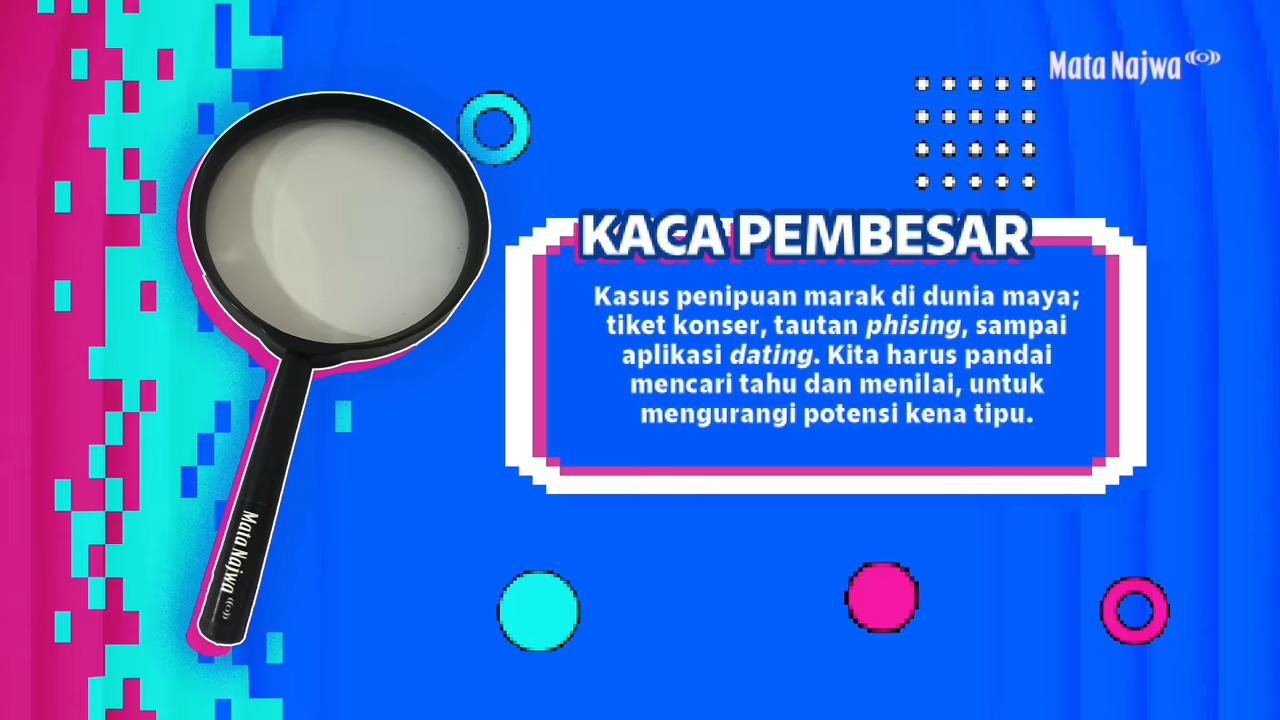 Mata Najwa
KACA PEMBESAR
Kasus penipuan marak di dunia maya;
tiket konser, tautan phising, sampai
aplikasi dating. Kita harus pandai
mencari tahu dan menilai, untuk
mengurangi potensi kena tipu.
Mata Najwa